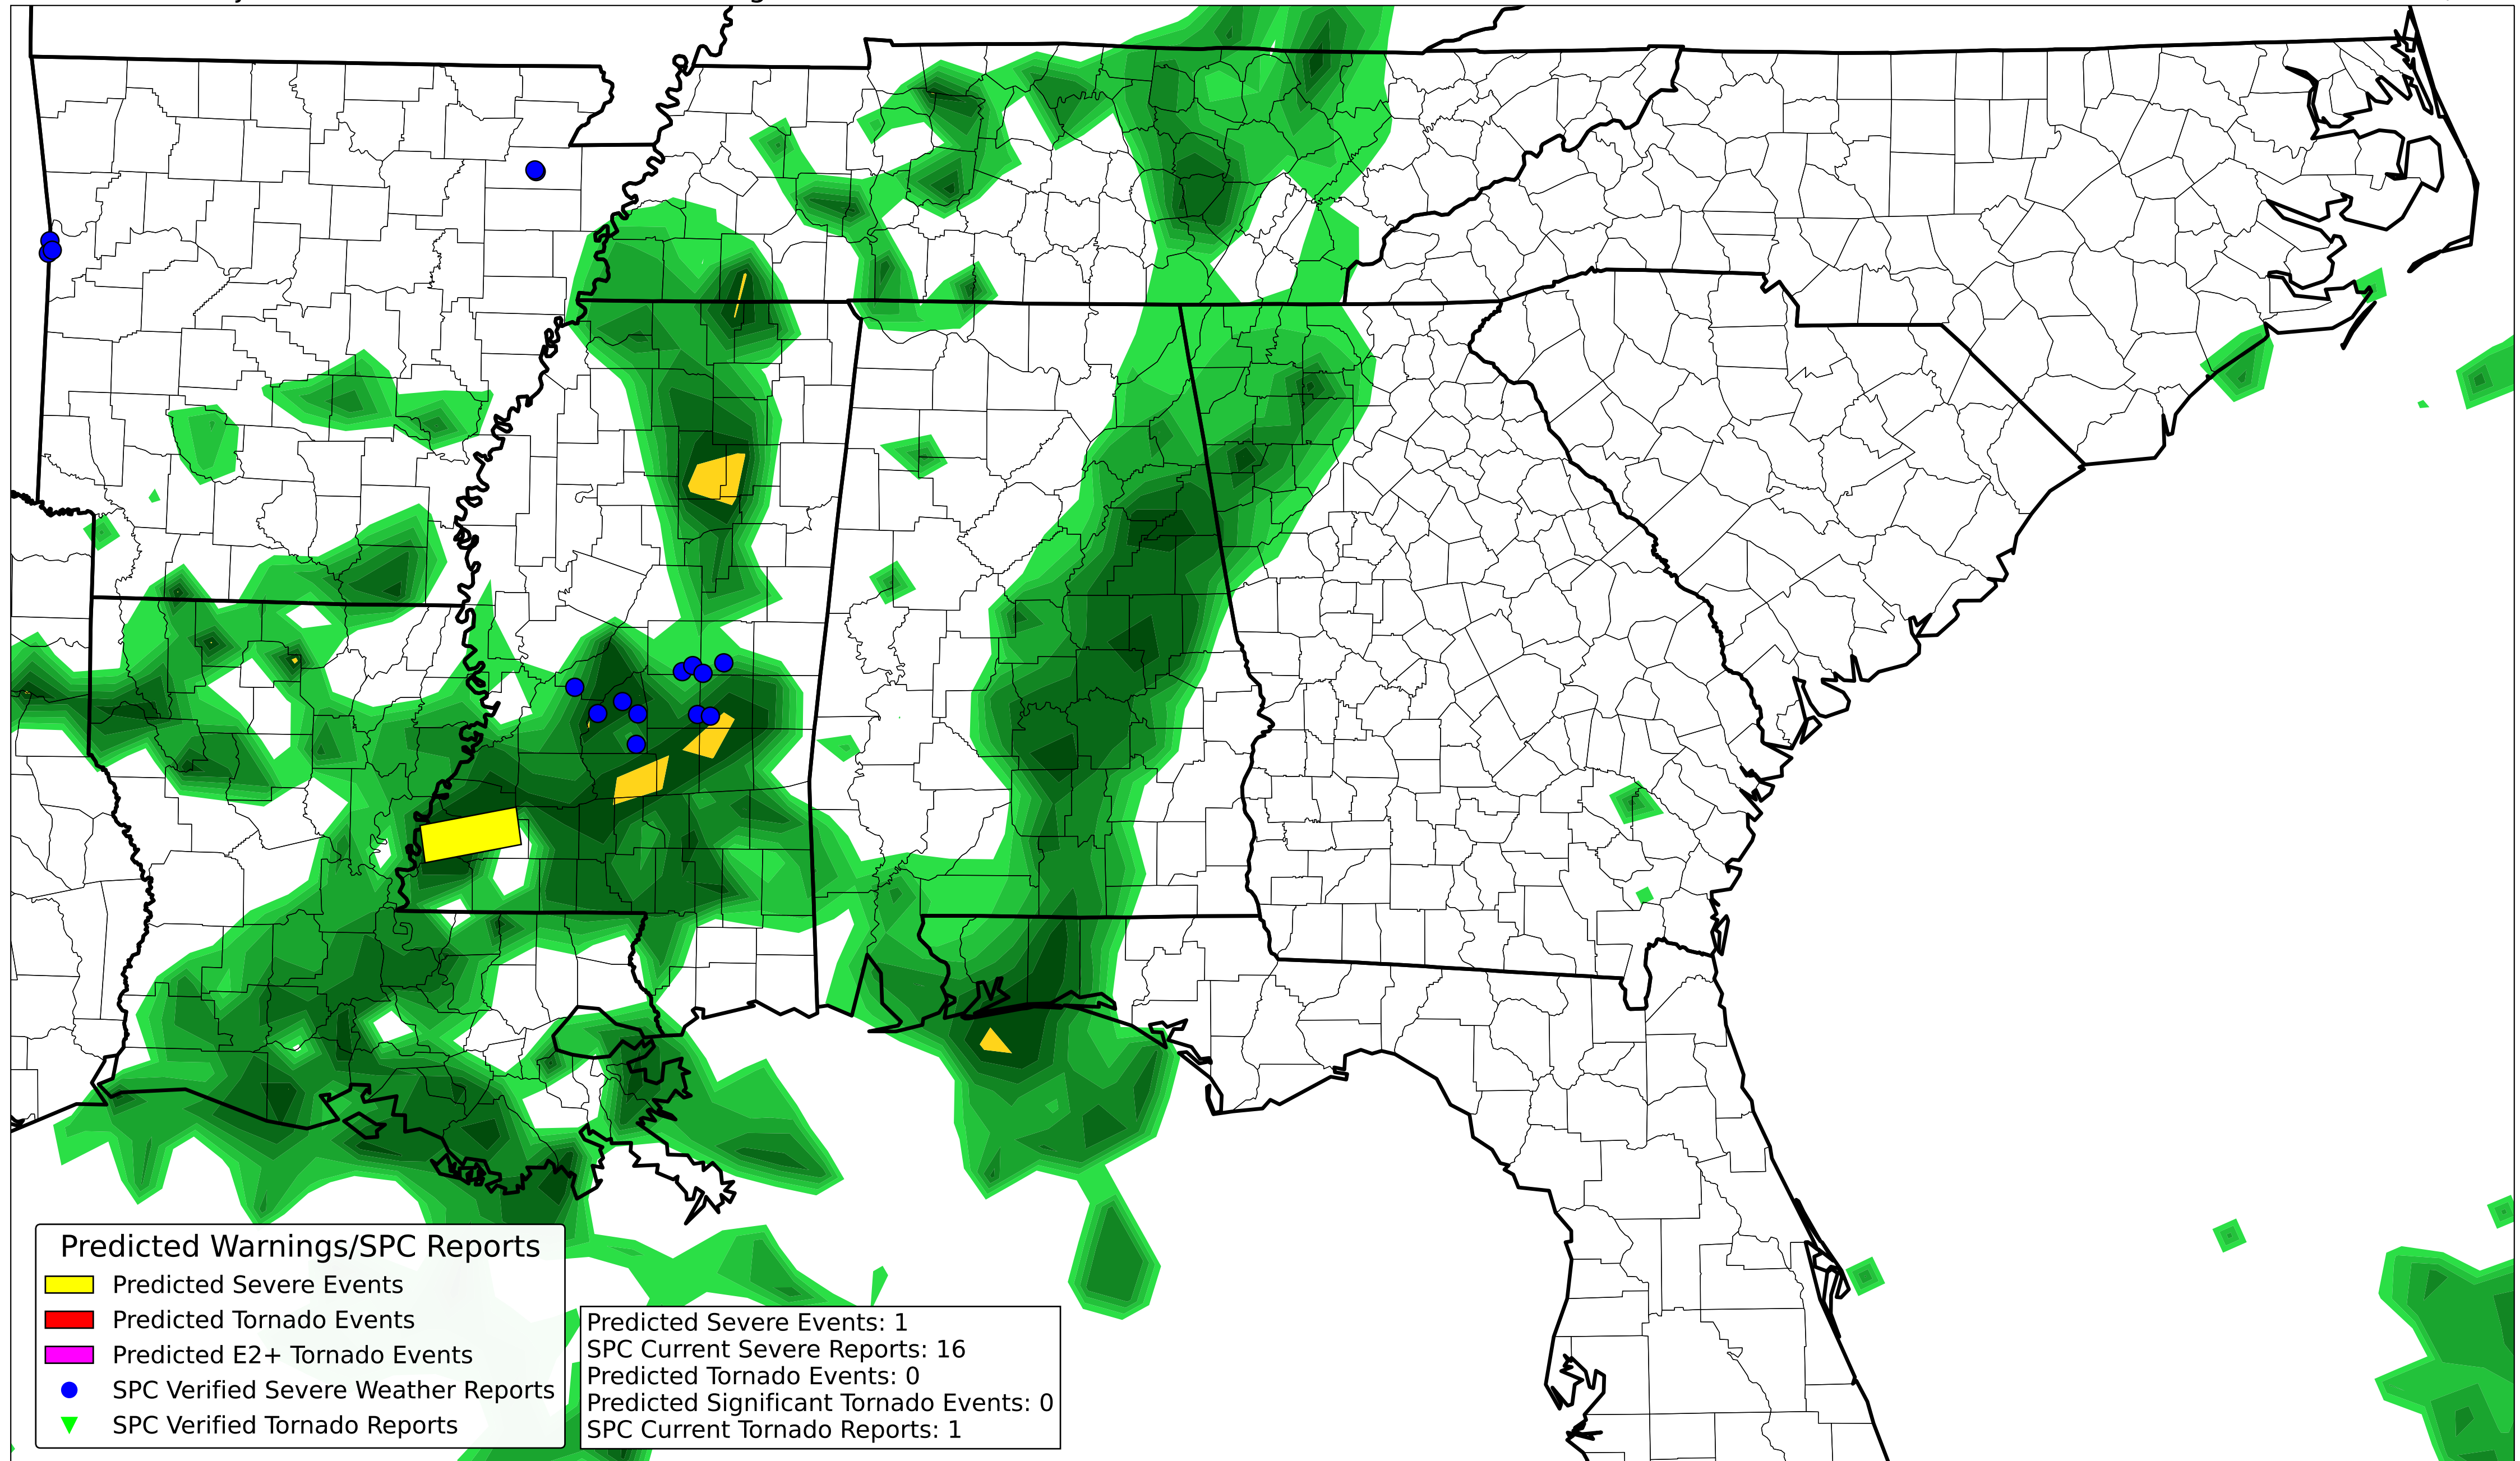 Predicted Warnings/SPC Reports
Predicted Severe Events
Predicted Tornado Events
Predicted E2+ Tornado Events
SPC Verified Severe Weather Reports
SPC Verified Tornado Reports
Predicted Severe Events: 1
SPC Current Severe Reports: 16
Predicted Tornado Events: 0
Predicted Significant Tornado Events: 0
SPC Current Tornado Reports: 1